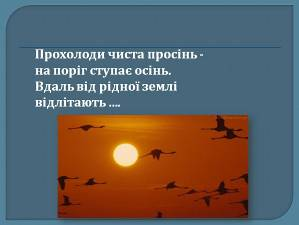 Прохолоди чиста просінь -
на поріг ступає осінь.
Вдаль від рідної землі
відлітають ....